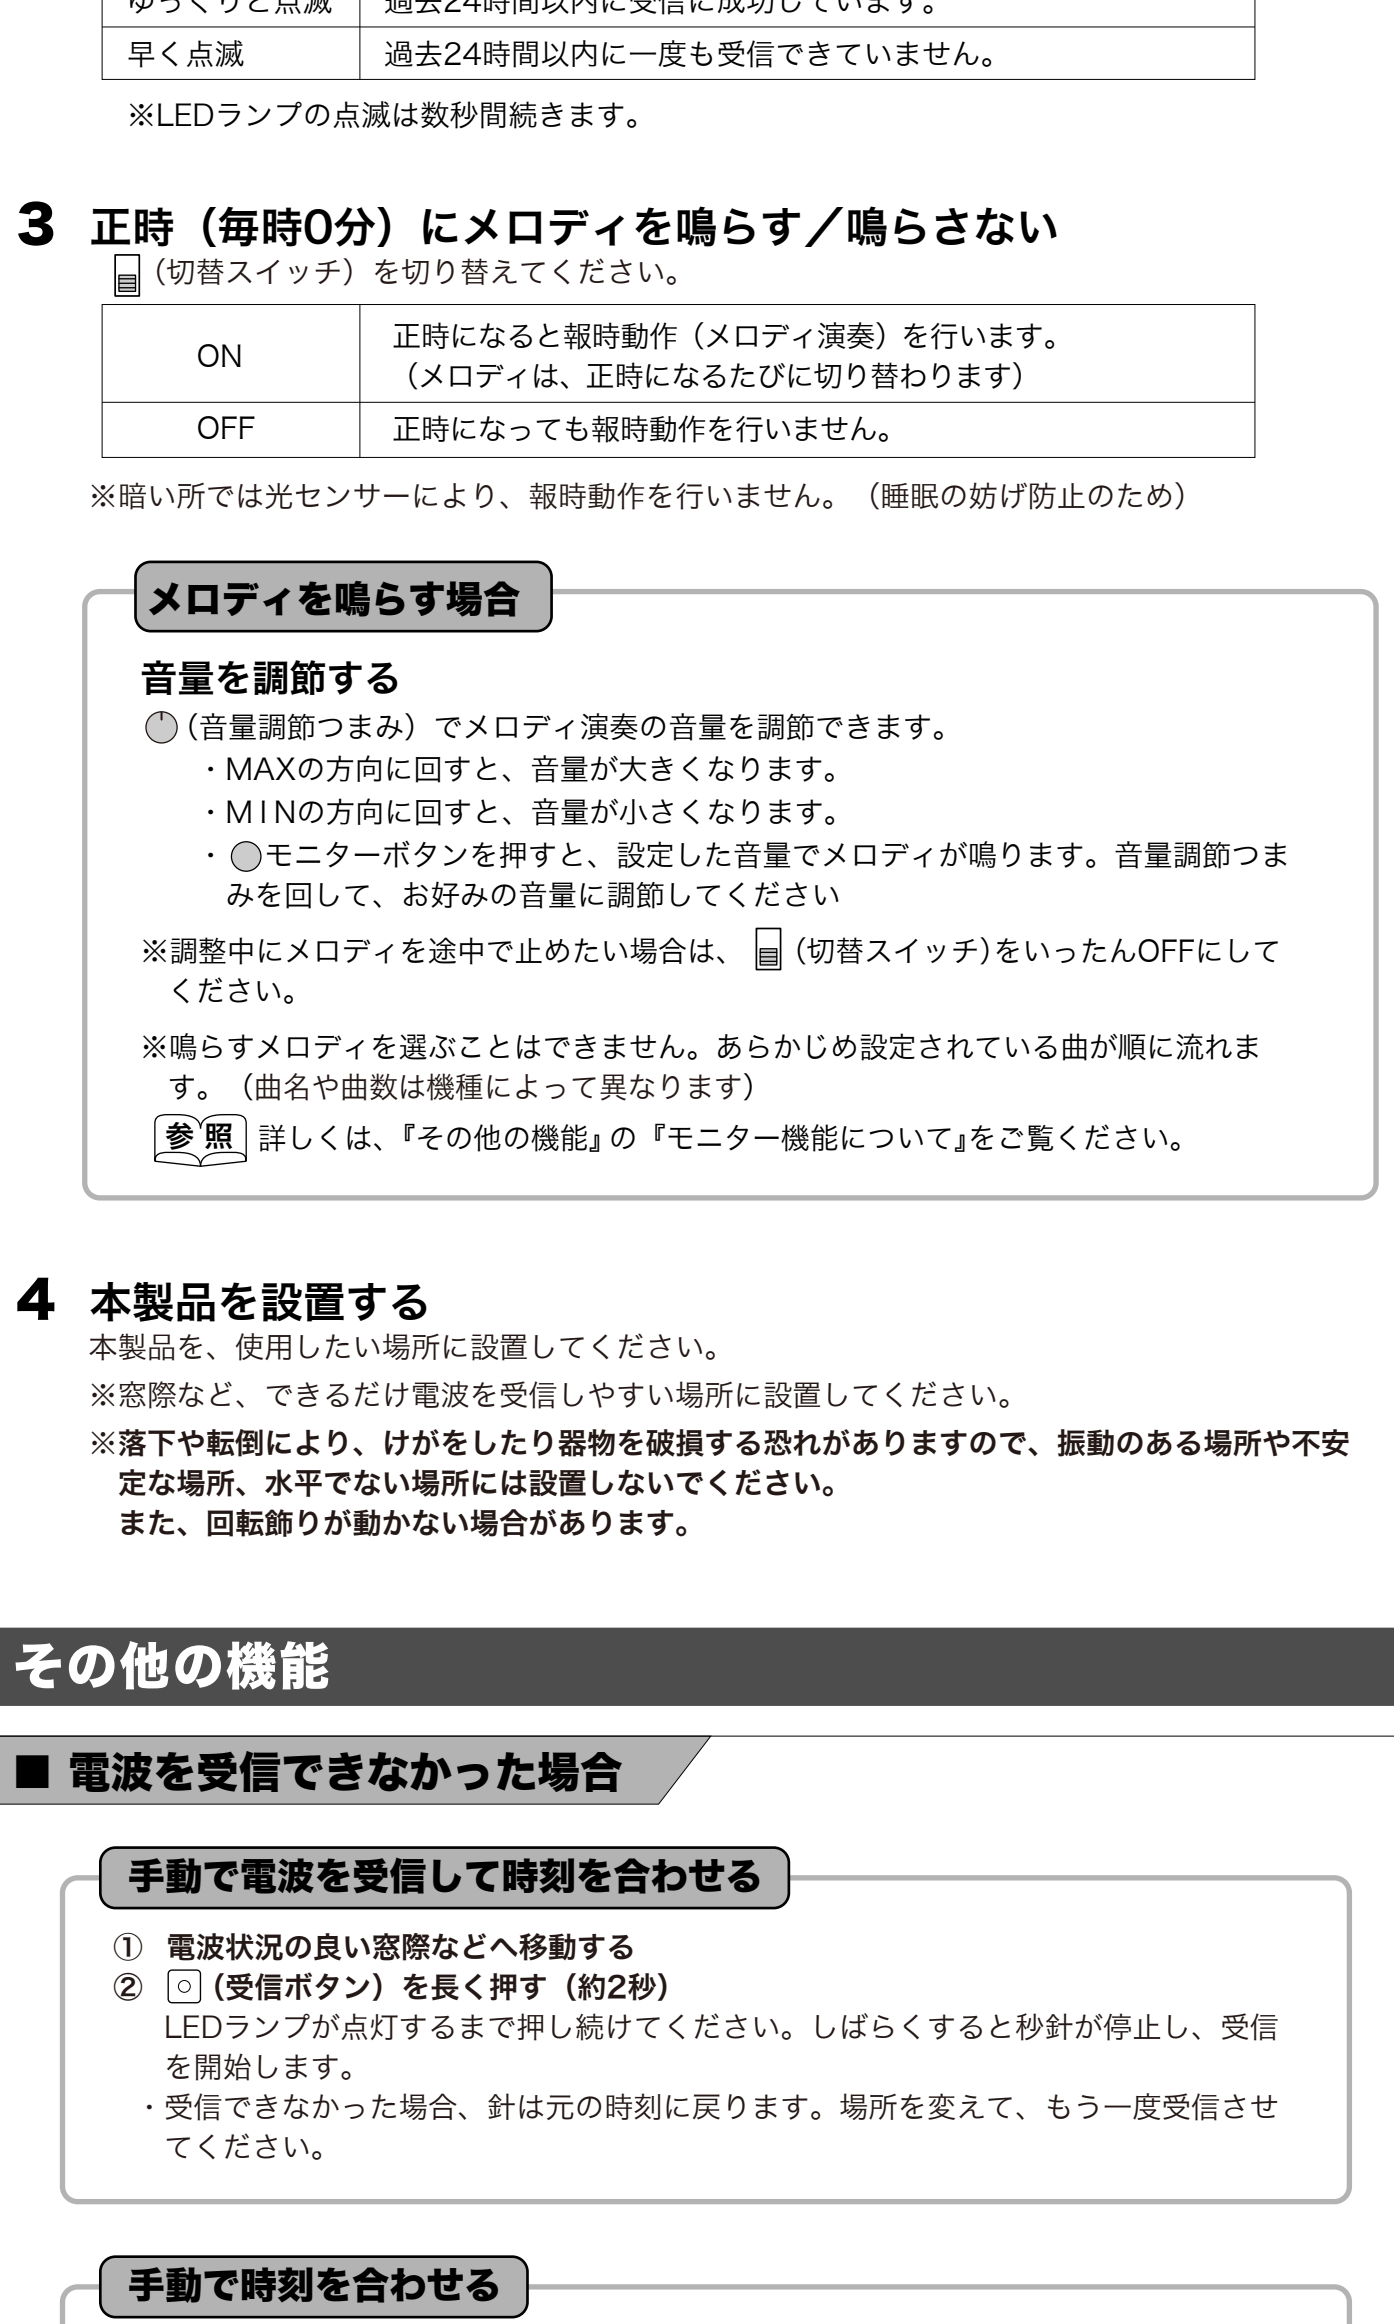 ゆっくりと点滅 過去24時間以内に受信に成功しています。
早く点滅 過去24時間以内に一度も受信できていません。
※LEDランプの点滅は数秒間続きます。
3 正時（毎時0分）にメロディを鳴らす／鳴らさない
（切替スイッチ）を切り替えてください。
ON 正時になると報時動作（メロディ演奏）を行います。
（メロディは、正時になるたびに切り替わります）
OFF 正時になっても報時動作を行いません。
※暗い所では光センサーにより、報時動作を行いません。（睡眠の妨げ防止のため）
メロディを鳴らす場合
音量を調節する
（音量調節つまみ）でメロディ演奏の音量を調節できます。
・MAXの方向に回すと、音量が大きくなります。
・MINの方向に回すと、音量が小さくなります。
・モニターボタンを押すと、設定した音量でメロディが鳴ります。音量調節つま
みを回して、お好みの音量に調節してください
※調整中にメロディを途中で止めたい場合は、（切替スイッチ）をいったんOFFにして
ください。
※鳴らすメロディを選ぶことはできません。あらかじめ設定されている曲が順に流れま
す。（曲名や曲数は機種によって異なります）
参照 詳しくは、『その他の機能』の『モニター機能について』をご覧ください。
4 本製品を設置する
本製品を、使用したい場所に設置してください。
※窓際など、できるだけ電波を受信しやすい場所に設置してください。
※落下や転倒により、けがをしたり器物を破損する恐れがありますので、振動のある場所や不安
定な場所、水平でない場所には設置しないでください。
また、回転飾りが動かない場合があります。
その他の機能
■ 電波を受信できなかった場合
手動で電波を受信して時刻を合わせる
① 電波状況の良い窓際などへ移動する
② （受信ボタン）を長く押す（約2秒）
LEDランプが点灯するまで押し続けてください。しばらくすると秒針が停止し、受信
を開始します。
・受信できなかった場合、針は元の時刻に戻ります。場所を変えて、もう一度受信させ
てください。
手動で時刻を合わせる